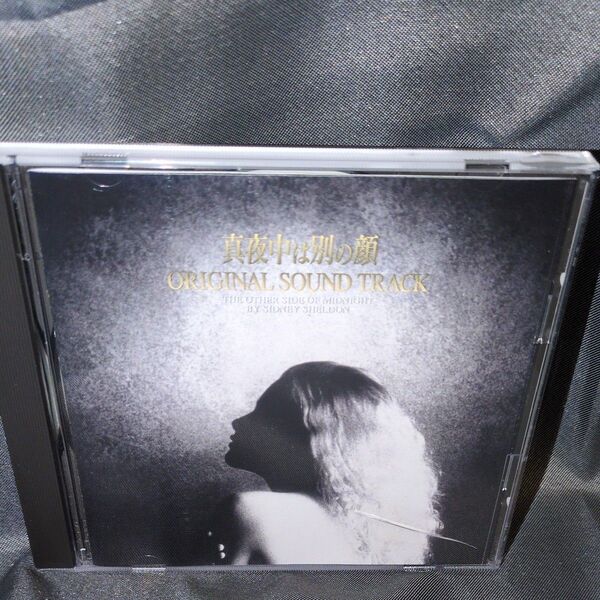 真夜中は別の顔
ORIGINAL SOUND TRACK
THE OTHER SIDE OF MIDNIGHT
BY SIDNEY SHELDON